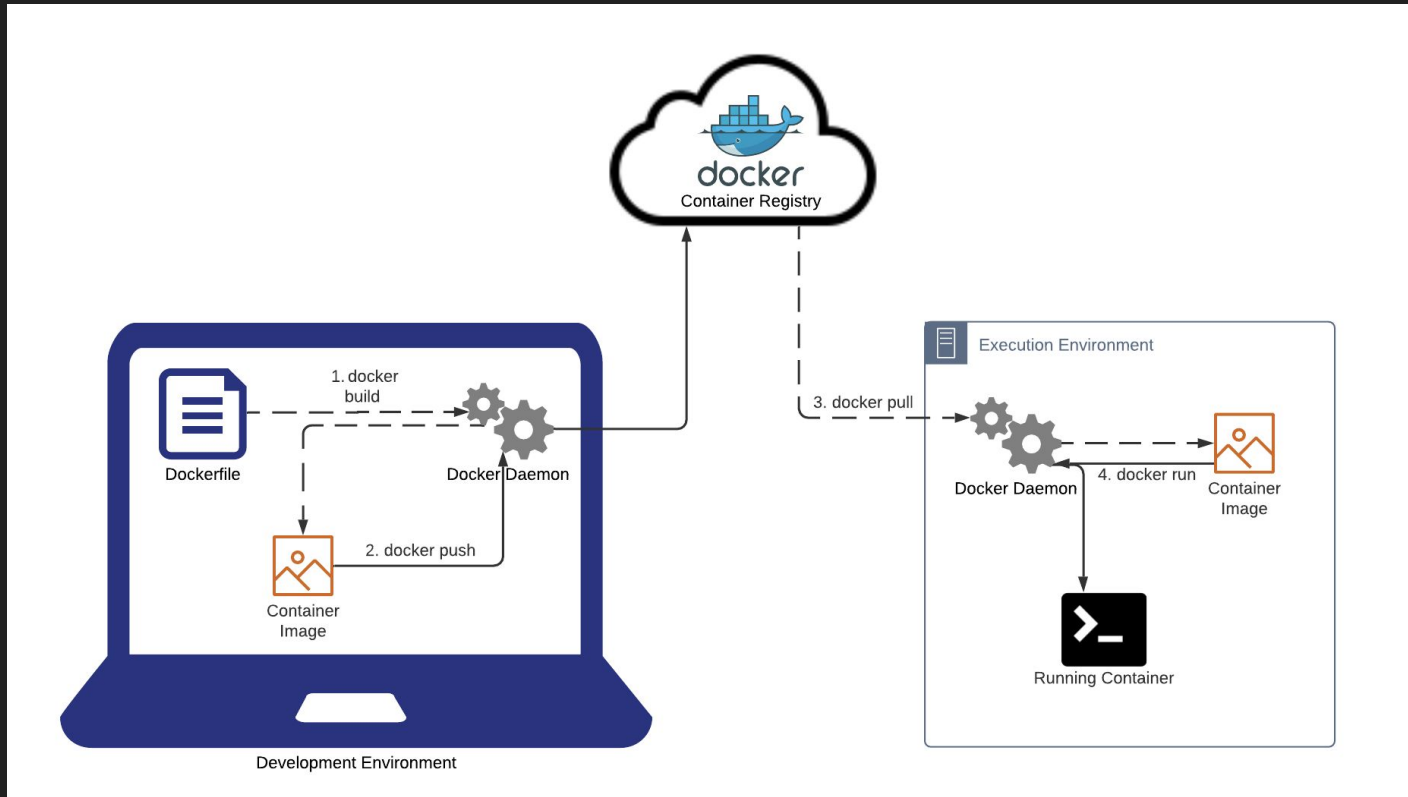 docker
Container Registry
1. docker
build
Dockerfile
Docker Daemon
2. docker push
Container
Image
Development Environment
Execution Environment
3. docker pull
Docker Daemon
4. docker run
Container
Image
Running Container